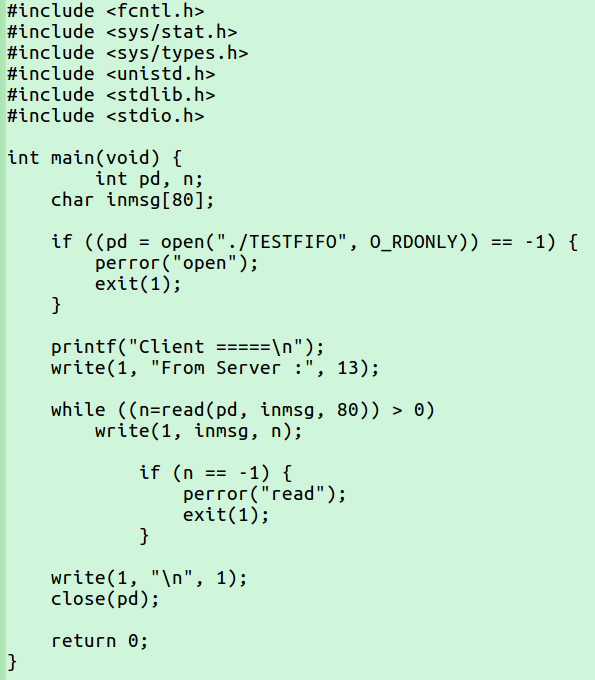 #include <fcntl.h>
#include <sys/stat.h>
#include <sys/types.h>
#include <unistd.h>
#include <stdlib.h>
#include <stdio.h>

int main(void) {
        int pd, n;
    char inmsg[80];

    if ((pd = open("./TESTFIFO", O_RDONLY)) == -1) {
        perror("open");
        exit(1);
    }

    printf("Client =====\n");
    write(1, "From Server :", 13);

    while ((n=read(pd, inmsg, 80)) > 0)
        write(1, inmsg, n);

            if (n == -1) {
                perror("read");
                exit(1);
            }

    write(1, "\n", 1);
    close(pd);

    return 0;
}